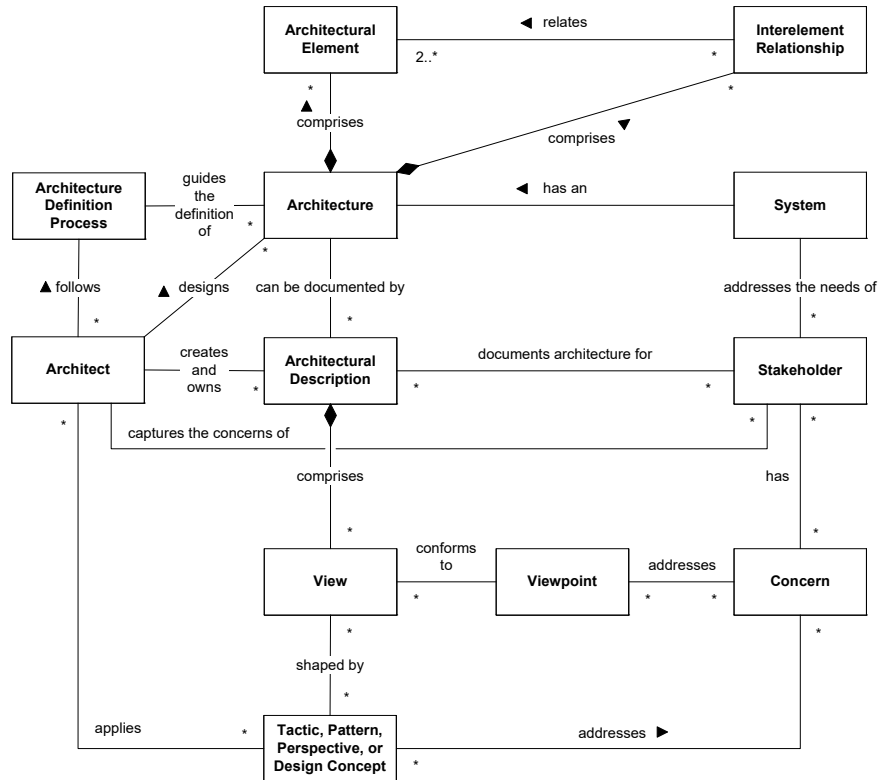 Architectural
Element
◄ relates
Interelement
Relationship
2..*
*
*
▲
comprises
*
comprises ▲
Architecture
Definition
Process
guides
the
definition
of
*
Architecture
◄ has an
System
*
▲ follows
*
▲ designs
can be documented by
*
addresses the needs of
*
Architect
creates
and
owns
*
Architectural
Description
documents architecture for
*
*
Stakeholder
*
captures the concerns of
*
*
comprises
*
has
*
View
conforms
to
*
Viewpoint
addresses
*
*
Concern
*
shaped by
*
*
applies
*
Tactic, Pattern,
Perspective, or
Design Concept
addresses ►
*